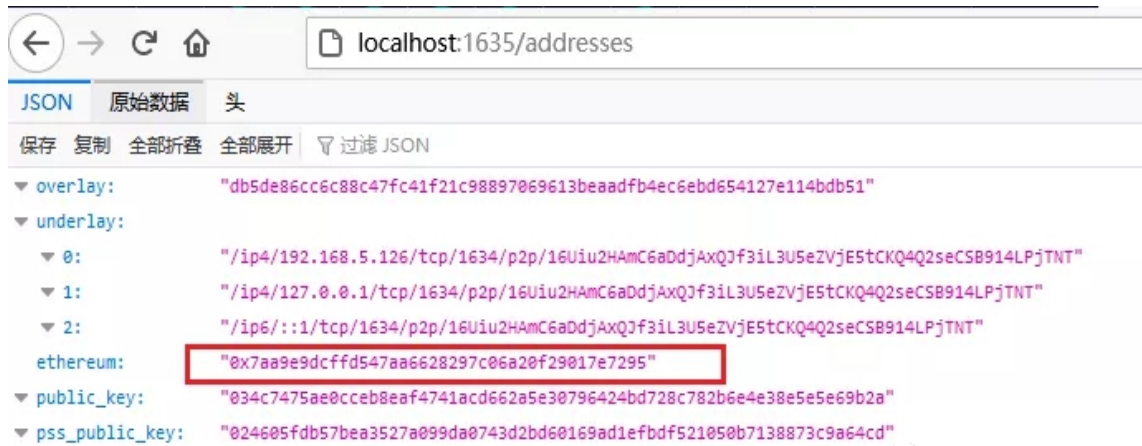 localhost:1635/addresses
JSON 原始数据 头
保存 复制 全部折叠 全部展开 过滤 JSON
overlay: "db5de86cc6c88c47fc41f21c98897069613beaadfb4ec6ebd654127e114bdb51"
underlay:
0: "/ip4/192.168.5.126/tcp/1634/p2p/16Uiu2HAmC6aDdjAxQJf3iL3U5eZVjE5tCKQ4Q2seCSB914LPjTNT"
1: "/ip4/127.0.0.1/tcp/1634/p2p/16Uiu2HAmC6aDdjAxQJf3iL3U5eZVjE5tCKQ4Q2seCSB914LPjTNT"
2: "/ip6/::1/tcp/1634/p2p/16Uiu2HAmC6aDdjAxQJf3iL3U5eZVjE5tCKQ4Q2seCSB914LPjTNT"
ethereum: "0x7aa9e9dcffd547aa6628297c06a20f29017e7295"
public_key: "034c7475ae0cceb8eaf4741acd662a5e30796424bd728c782b6e4e38e5e5e69b2a"
pss_public_key: "024605fdb57bea3527a099da0743d2bd60169ad1efbdf521050b7138873c9a64cd"